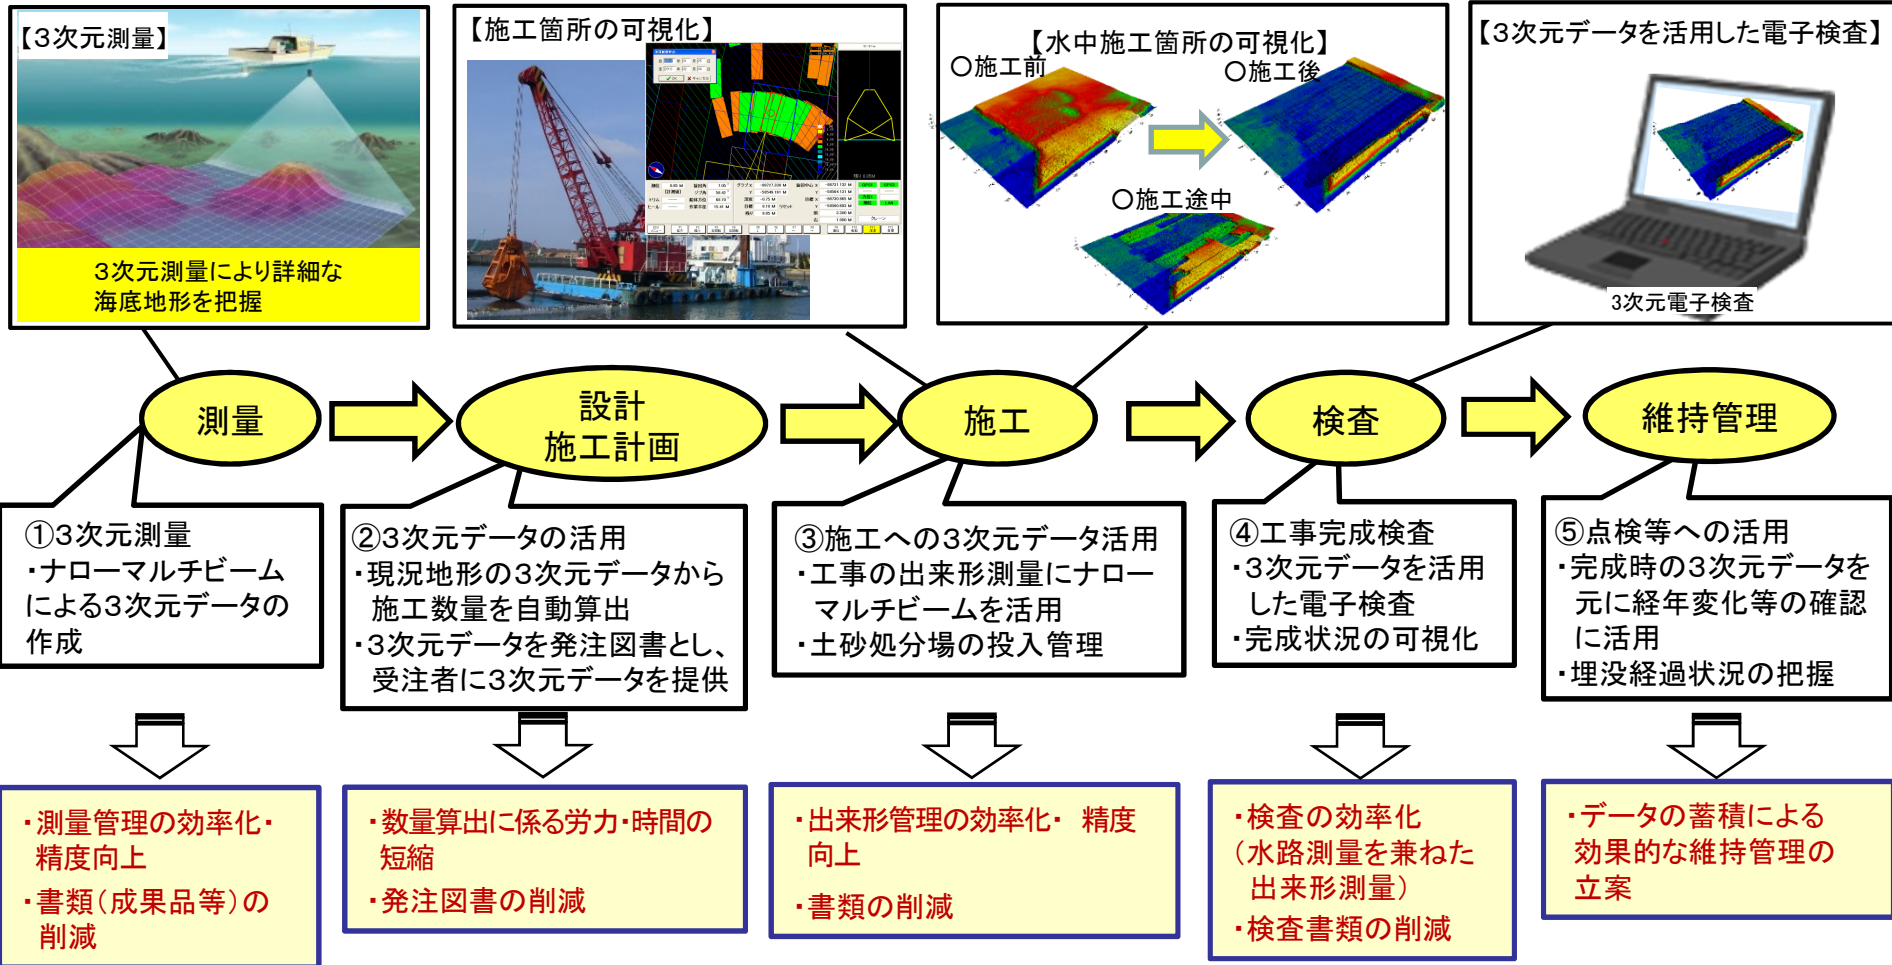 【３次元測量】
３次元測量により詳細な
海底地形を把握
【施工箇所の可視化】
【水中施工箇所の可視化】
〇施工前
〇施工後
〇施工途中
【３次元データを活用した電子検査】
3次元電子検査
測量
設計
施工計画
施工
検査
維持管理
①３次元測量
・ナローマルチビーム
による３次元データの
作成
②３次元データの活用
・現況地形の３次元データから
施工数量を自動算出
・３次元データを発注図書とし、
受注者に３次元データを提供
③施工への３次元データ活用
・工事の出来形測量にナロー
マルチビームを活用
・土砂処分場の投入管理
④工事完成検査
・３次元データを活用
した電子検査
・完成状況の可視化
⑤点検等への活用
・完成時の３次元データを
元に経年変化等の確認
に活用
・埋没経過状況の把握
・測量管理の効率化・
精度向上
・書類（成果品等）の
削減
・数量算出に係る労力・時間の
短縮
・発注図書の削減
・出来形管理の効率化・ 精度
向上
・書類の削減
・検査の効率化
（水路測量を兼ねた
出来形測量）
・検査書類の削減
・データの蓄積による
効果的な維持管理の
立案